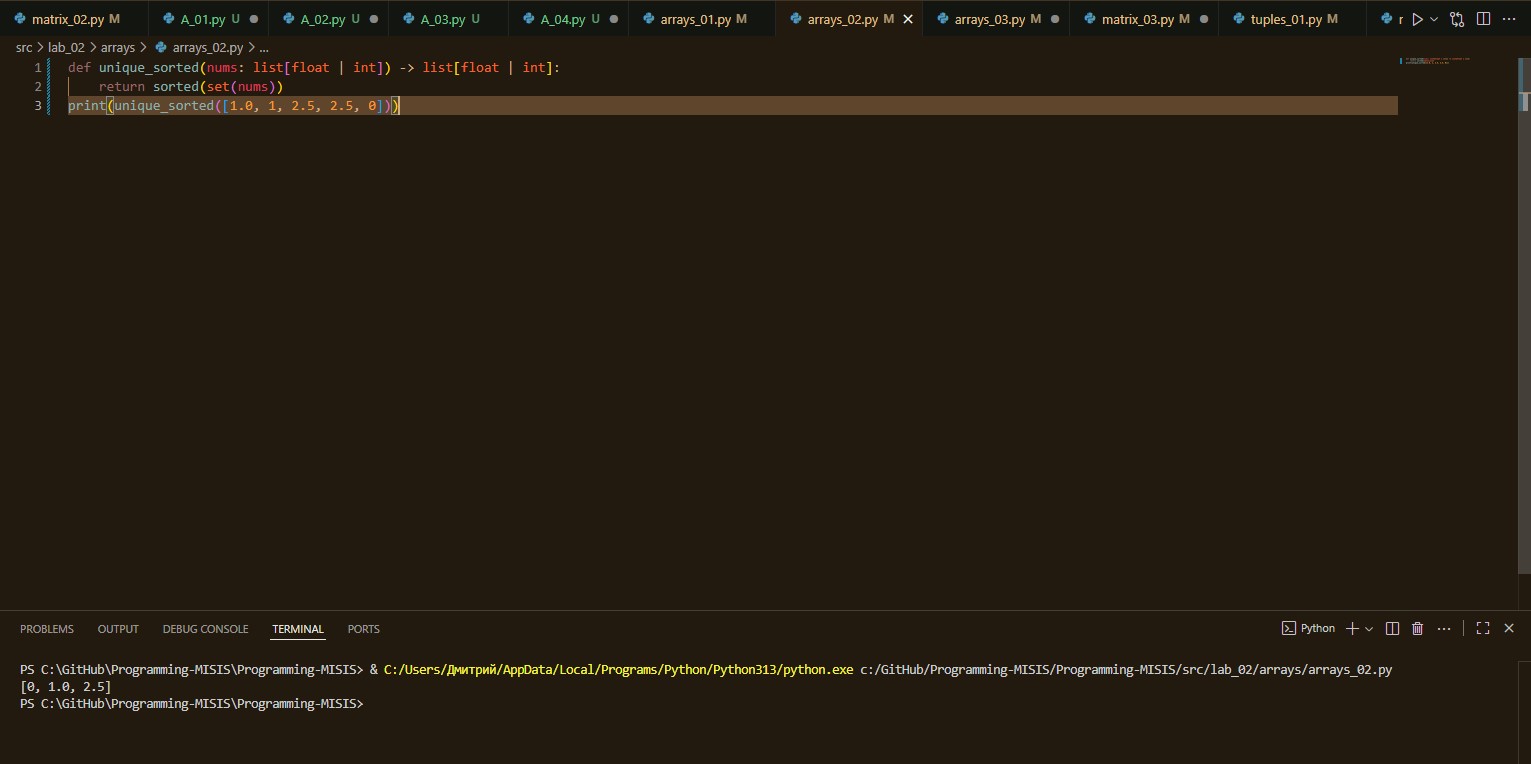 matrix_02.py M A_01.py U A_02.py U A_03.py U A_04.py U arrays_01.py M arrays_02.py M arrays_03.py M matrix_03.py M tuples_01.py M r
src > lab_02 > arrays > arrays_02.py > ...
1 def unique_sorted(nums: list[float | int]) -> list[float | int]:
2     return sorted(set(nums))
3 print(unique_sorted([1.0, 1, 2.5, 2.5, 0]))
PROBLEMS OUTPUT DEBUG CONSOLE TERMINAL PORTS Python
PS C:\GitHub\Programming-MISIS\Programming-MISIS> & C:/Users/Дмитрий/AppData/Local/Programs/Python/Python313/python.exe c:/GitHub/Programming-MISIS/Programming-MISIS/src/lab_02/arrays/arrays_02.py
[0, 1.0, 2.5]
PS C:\GitHub\Programming-MISIS\Programming-MISIS>